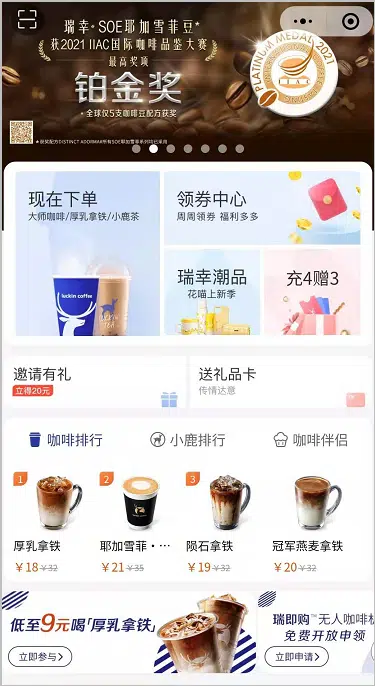 瑞幸·SOE耶加雪菲豆*
获2021 IIAC国际咖啡品鉴大赛
最高奖项
铂金奖
·全球仅5支咖啡豆配方获奖
PLATINUM MEDAL 2021
IIAC
现在下单
大师咖啡/厚乳拿铁/小鹿茶
luckin coffee
领券中心
周周领券 福利多多
瑞幸潮品
花喵上新季
充4赠3
邀请有礼
立得20元
送礼品卡
传情达意
咖啡排行
小鹿排行
咖啡伴侣
1
2
3
厚乳拿铁
耶加雪菲·…
陨石拿铁
冠军燕麦拿铁
￥18 ￥32
￥21 ￥35
￥19 ￥32
￥20 ￥32
低至9元喝「厚乳拿铁」
立即参与
瑞即购™无人咖啡机
免费开放申领
立即申请